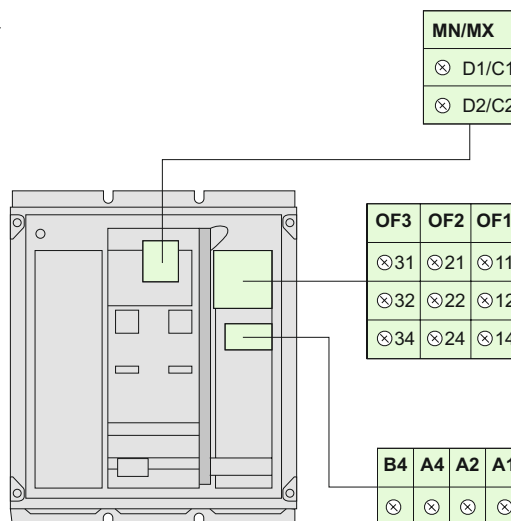 MN/MX
D1/C1
D2/C2
OF3 OF2 OF1
31 21 11
32 22 12
34 24 14
B4 A4 A2 A1